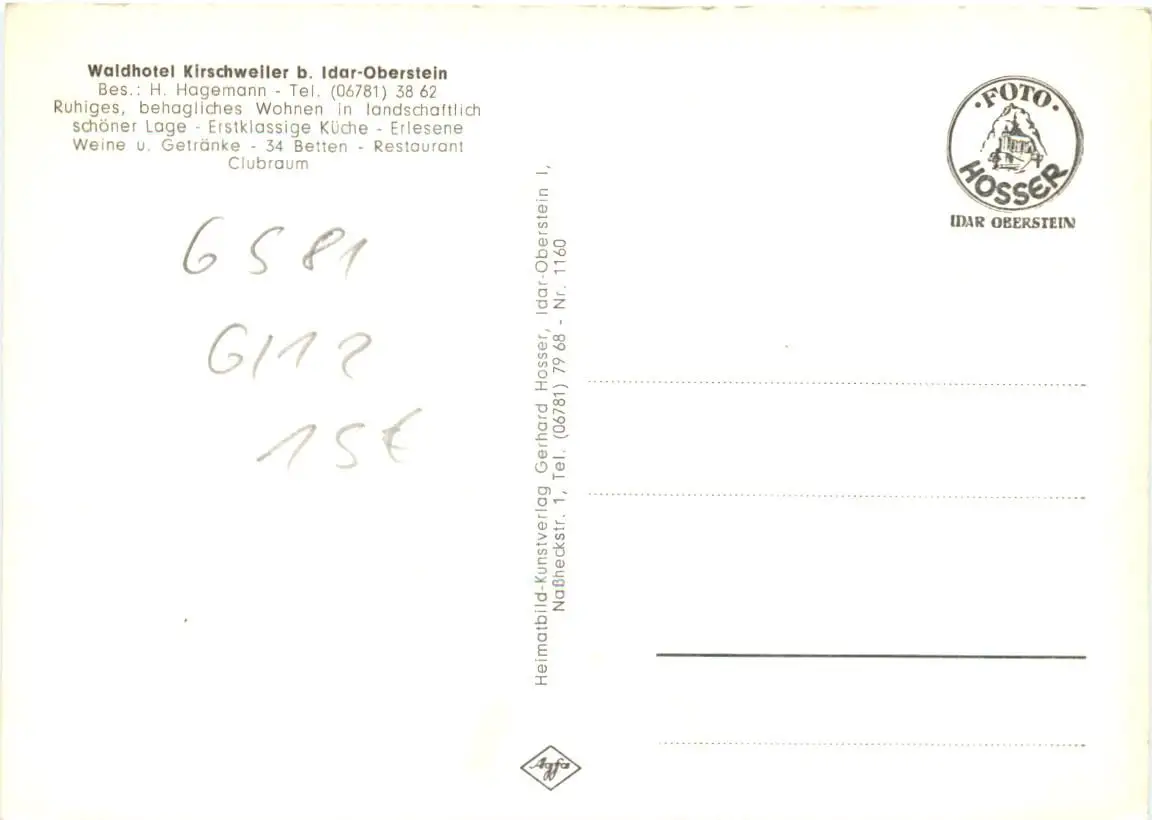 Waldhotel Kirschweiler b. Idar-Oberstein
Bes.: H. Hagemann - Tel. (06781) 38 62
Ruhiges, behagliches Wohnen in landschaftlich
schöner Lage - Erstklassige Küche - Erlesene
Weine u. Getränke - 34 Betten - Restaurant
Clubraum
6581
6/12
15€
Heimatbild-Kunstverlag Gerhard Hosser, Idar-Oberstein I,
Naßheckstr. 1, Tel. (06781) 79 68 - Nr. 1160
·FOTO·
HOSSER
IDAR OBERSTEIN
Agfa